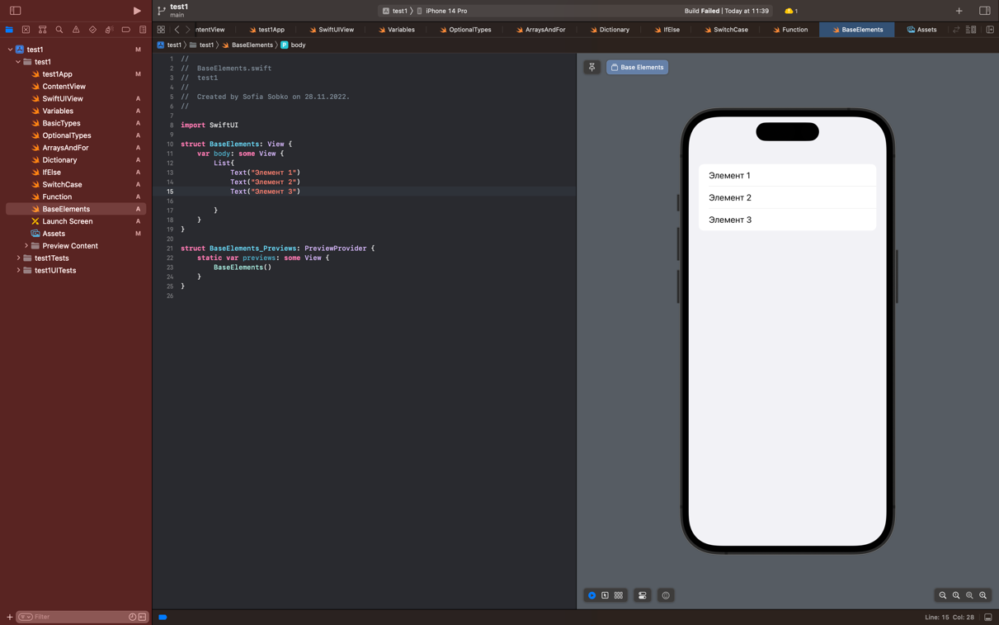 test1
main
test1 〉 iPhone 14 Pro
Build Failed | Today at 11:39
1
ntentView
test1App
SwiftUIView
Variables
OptionalTypes
ArraysAndFor
Dictionary
IfElse
SwitchCase
Function
BaseElements
Assets
test1 〉 test1 〉 BaseElements 〉 P body
test1 M
test1
test1App M
ContentView
SwiftUIView A
Variables A
BasicTypes A
OptionalTypes A
ArraysAndFor A
Dictionary A
IfElse A
SwitchCase A
Function A
BaseElements A
Launch Screen A
Assets M
Preview Content
test1Tests
test1UITests
Filter
1 //
2 //  BaseElements.swift
3 //  test1
4 //
5 //  Created by Sofia Sobko on 28.11.2022.
6 //
7
8 import SwiftUI
9
10 struct BaseElements: View {
11     var body: some View {
12         List{
13             Text("Элемент 1")
14             Text("Элемент 2")
15             Text("Элемент 3")
16
17         }
18     }
19 }
20
21 struct BaseElements_Previews: PreviewProvider {
22     static var previews: some View {
23         BaseElements()
24     }
25 }
26
Base Elements
Элемент 1
Элемент 2
Элемент 3
Line: 15 Col: 28